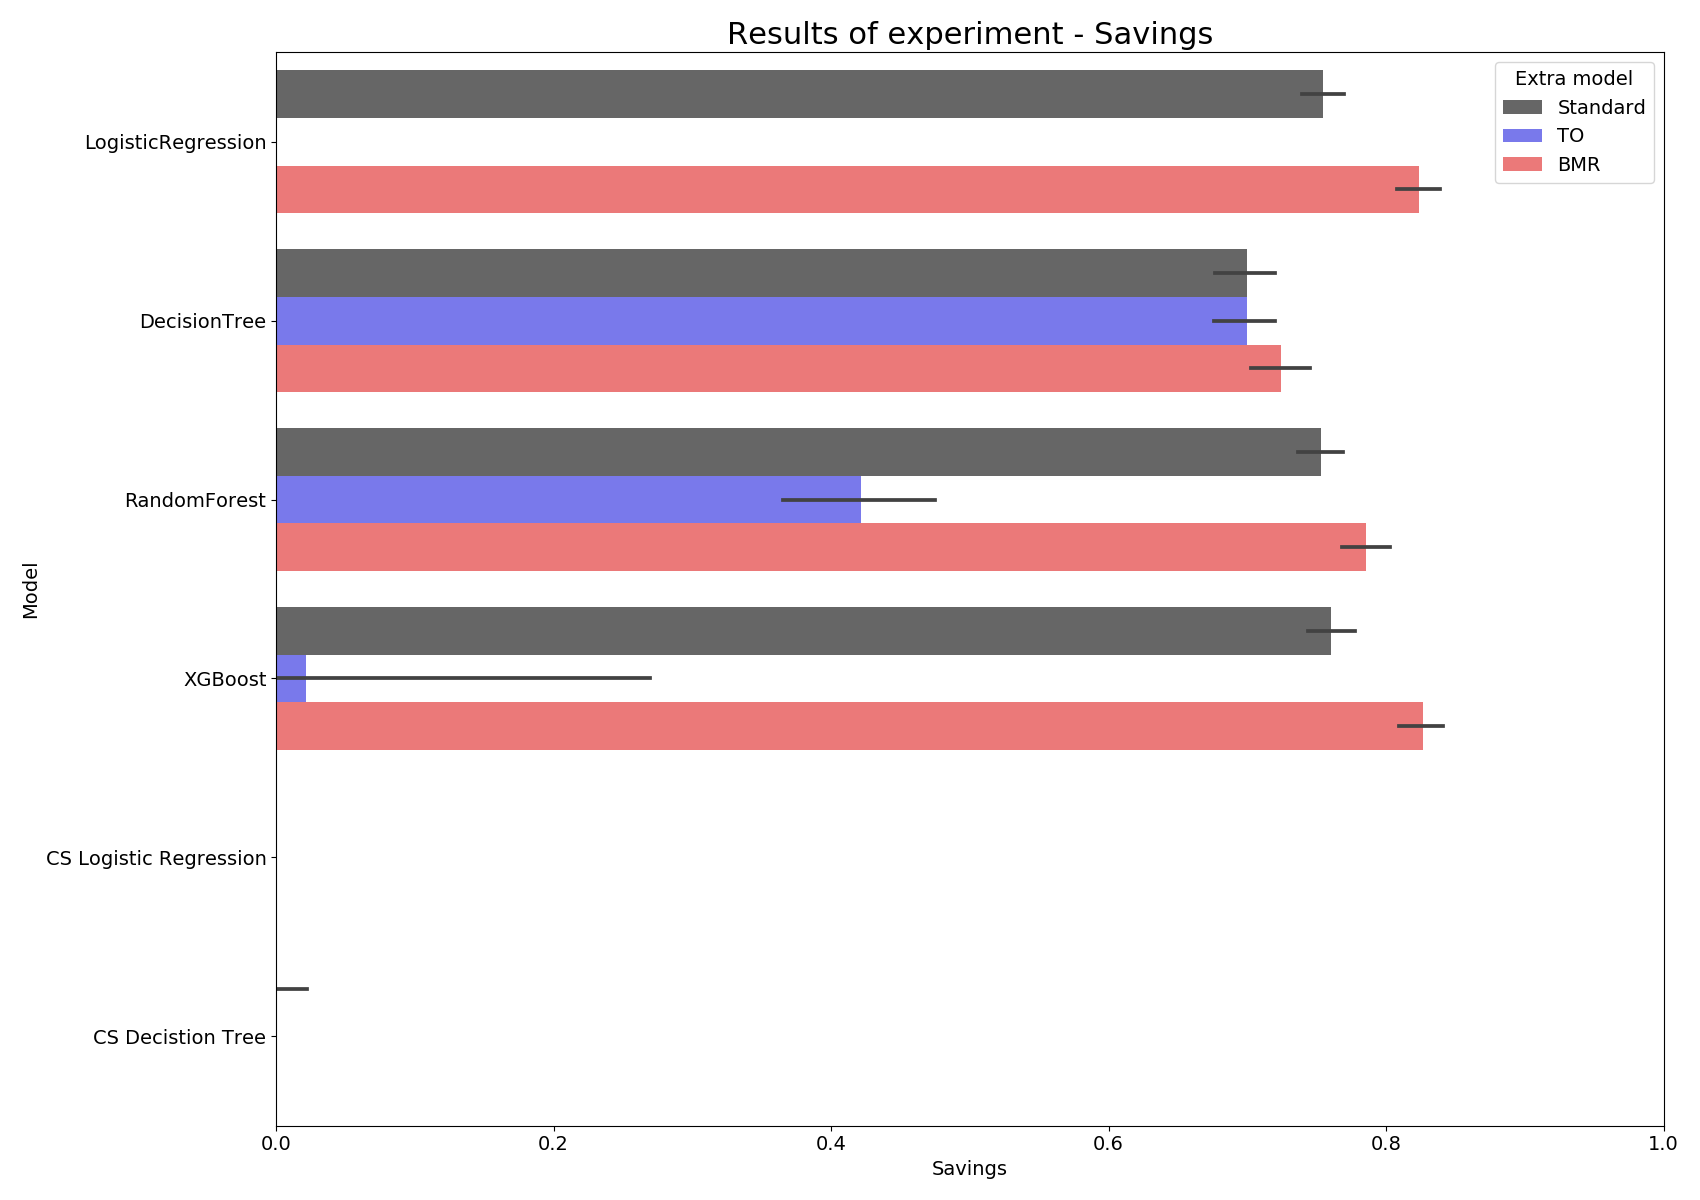 Results of experiment - Savings
Extra model
Standard
TO
BMR
LogisticRegression
DecisionTree
RandomForest
XGBoost
CS Logistic Regression
CS Decistion Tree
Model
0.0 0.2 0.4 0.6 0.8 1.0
Savings